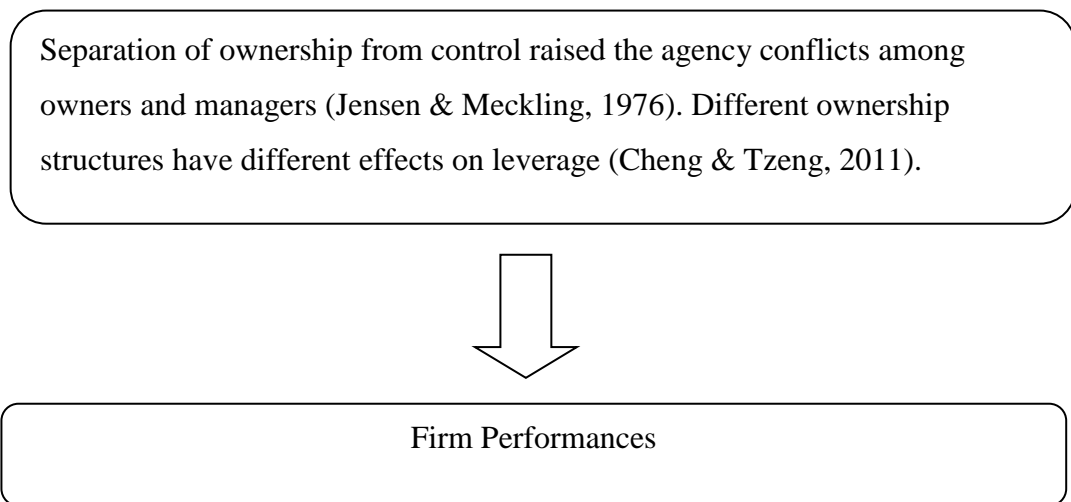 Separation of ownership from control raised the agency conflicts among
owners and managers (Jensen & Meckling, 1976). Different ownership
structures have different effects on leverage (Cheng & Tzeng, 2011).
Firm Performances